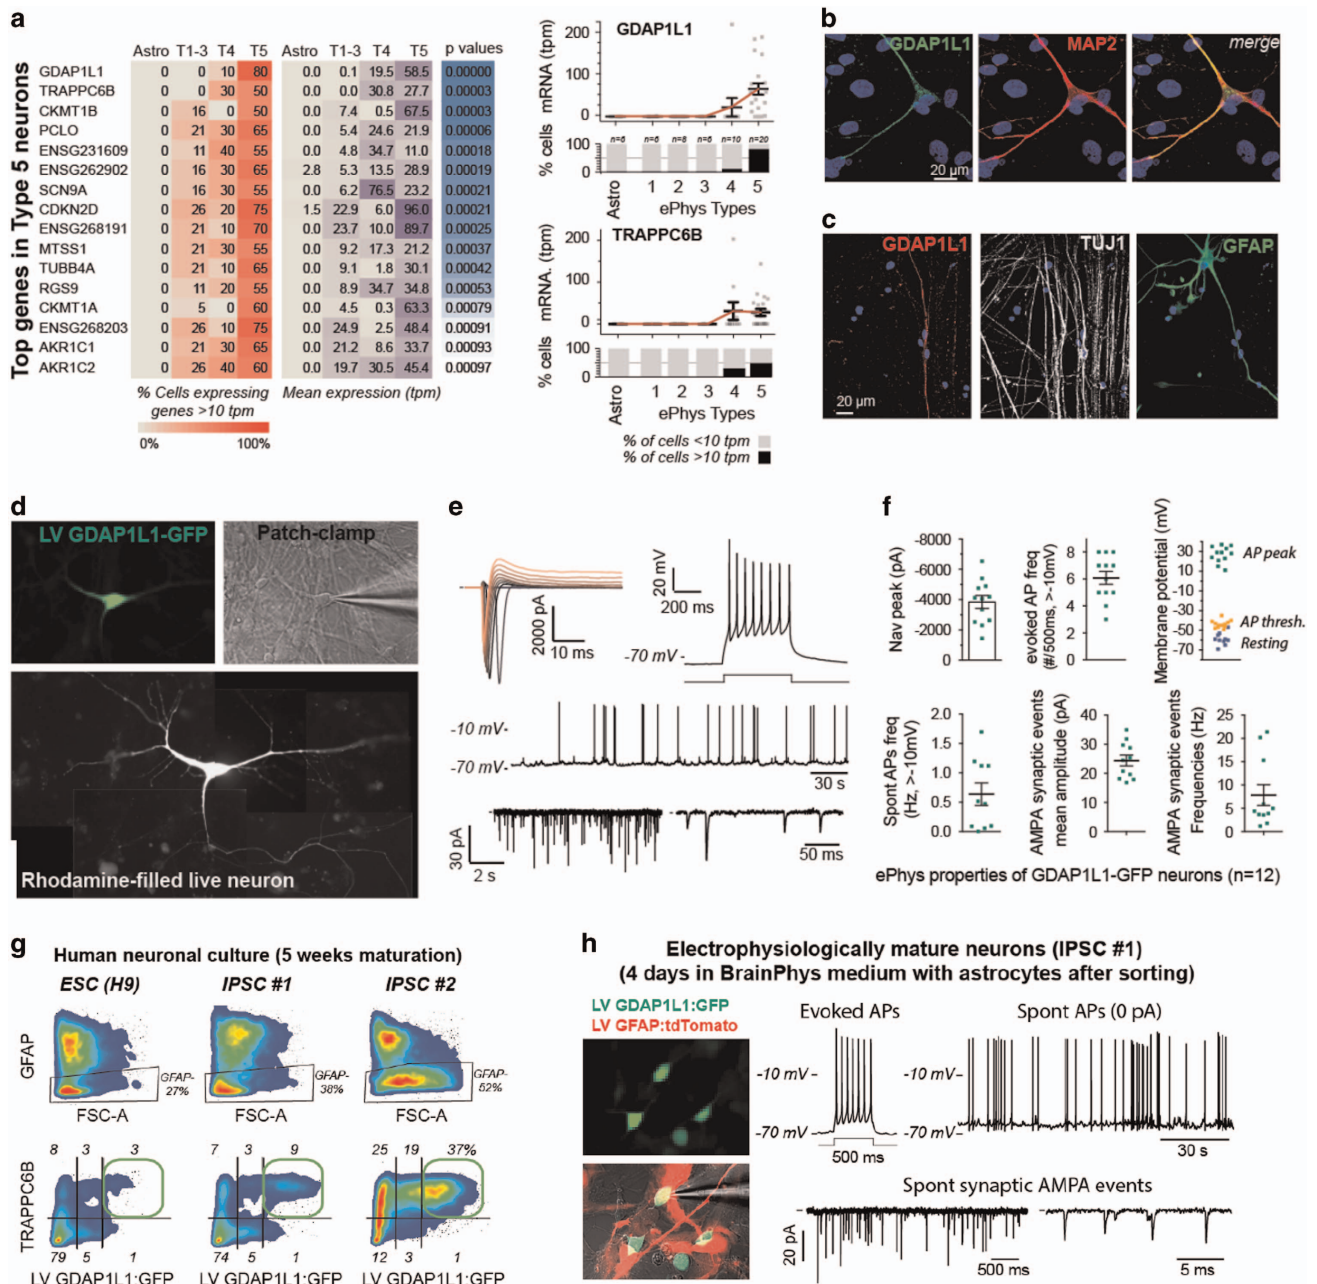 a
Top genes in Type 5 neurons
Astro T1-3 T4 T5 Astro T1-3 T4 T5 p values
GDAP1L1 0 0 10 80 0.0 0.1 19.5 58.5 0.00000
TRAPPC6B 0 0 30 50 0.0 0.0 30.8 27.7 0.00003
CKMT1B 0 16 0 50 0.0 7.4 0.5 67.5 0.00003
PCLO 0 21 30 65 0.0 5.4 24.6 21.9 0.00006
ENSG231609 0 11 40 55 0.0 4.8 34.7 11.0 0.00018
ENSG262902 0 16 30 65 2.8 5.3 13.5 28.9 0.00019
SCN9A 0 16 30 55 0.0 6.2 76.5 23.2 0.00021
CDKN2D 0 26 20 75 1.5 22.9 6.0 96.0 0.00021
ENSG268191 0 21 10 70 0.0 23.7 10.0 89.7 0.00025
MTSS1 0 21 30 55 0.0 9.2 17.3 21.2 0.00037
TUBB4A 0 21 10 65 0.0 9.1 1.8 30.1 0.00042
RGS9 0 11 20 55 0.0 8.9 34.7 34.8 0.00053
CKMT1A 0 5 0 60 0.0 4.5 0.3 63.3 0.00079
ENSG268203 0 26 10 75 0.0 24.9 2.5 48.4 0.00091
AKR1C1 0 21 30 65 0.0 21.2 8.6 33.7 0.00093
AKR1C2 0 26 40 60 0.0 19.7 30.5 45.4 0.00097
% Cells expressing
genes >10 tpm
Mean expression (tpm)
0% 100%
GDAP1L1
mRNA (tpm)
200
100
0
n=6 n=6 n=8 n=6 n=10 n=20
% cells
100
0
Astro 1 2 3 4 5
ePhys Types
TRAPPC6B
mRNA. (tpm)
200
100
0
% cells
100
0
Astro 1 2 3 4 5
ePhys Types
% of cells <10 tpm
% of cells >10 tpm
b
GDAP1L1 MAP2 merge
20 µm
c
GDAP1L1 TUJ1 GFAP
20 µm
d
LV GDAP1L1-GFP
Patch-clamp
Rhodamine-filled live neuron
e
2000 pA
10 ms
20 mV
200 ms
-70 mV-
-10 mV-
-70 mV-
30 s
30 pA
2 s
50 ms
f
Nav peak (pA)
-8000
-6000
-4000
-2000
0
evoked AP freq
(#/500ms, >-10mV)
8
6
4
2
0
Membrane potential (mV)
30
10
-10
-30
-50
-70
AP peak
AP thresh.
Resting
Spont APs freq
(Hz, >-10mV)
2.0
1.5
1.0
0.5
0.0
AMPA synaptic events
mean amplitude (pA)
40
30
20
10
0
AMPA synaptic events
Frequencies (Hz)
25
20
15
10
5
0
ePhys properties of GDAP1L1-GFP neurons (n=12)
g
Human neuronal culture (5 weeks maturation)
ESC (H9) IPSC #1 IPSC #2
GFAP
GFAP-
27%
GFAP-
38%
GFAP-
52%
FSC-A FSC-A FSC-A
8 3 3 7 3 9 25 19 37%
TRAPPC6B
79 5 1 74 5 1 12 3 1
LV GDAP1L1:GFP LV GDAP1L1:GFP LV GDAP1L1:GFP
h
Electrophysiologically mature neurons (IPSC #1)
(4 days in BrainPhys medium with astrocytes after sorting)
LV GDAP1L1:GFP
LV GFAP:tdTomato
Evoked APs
-10 mV-
-70 mV-
500 ms
Spont APs (0 pA)
-10 mV-
-70 mV-
30 s
Spont synaptic AMPA events
20 pA
500 ms
5 ms